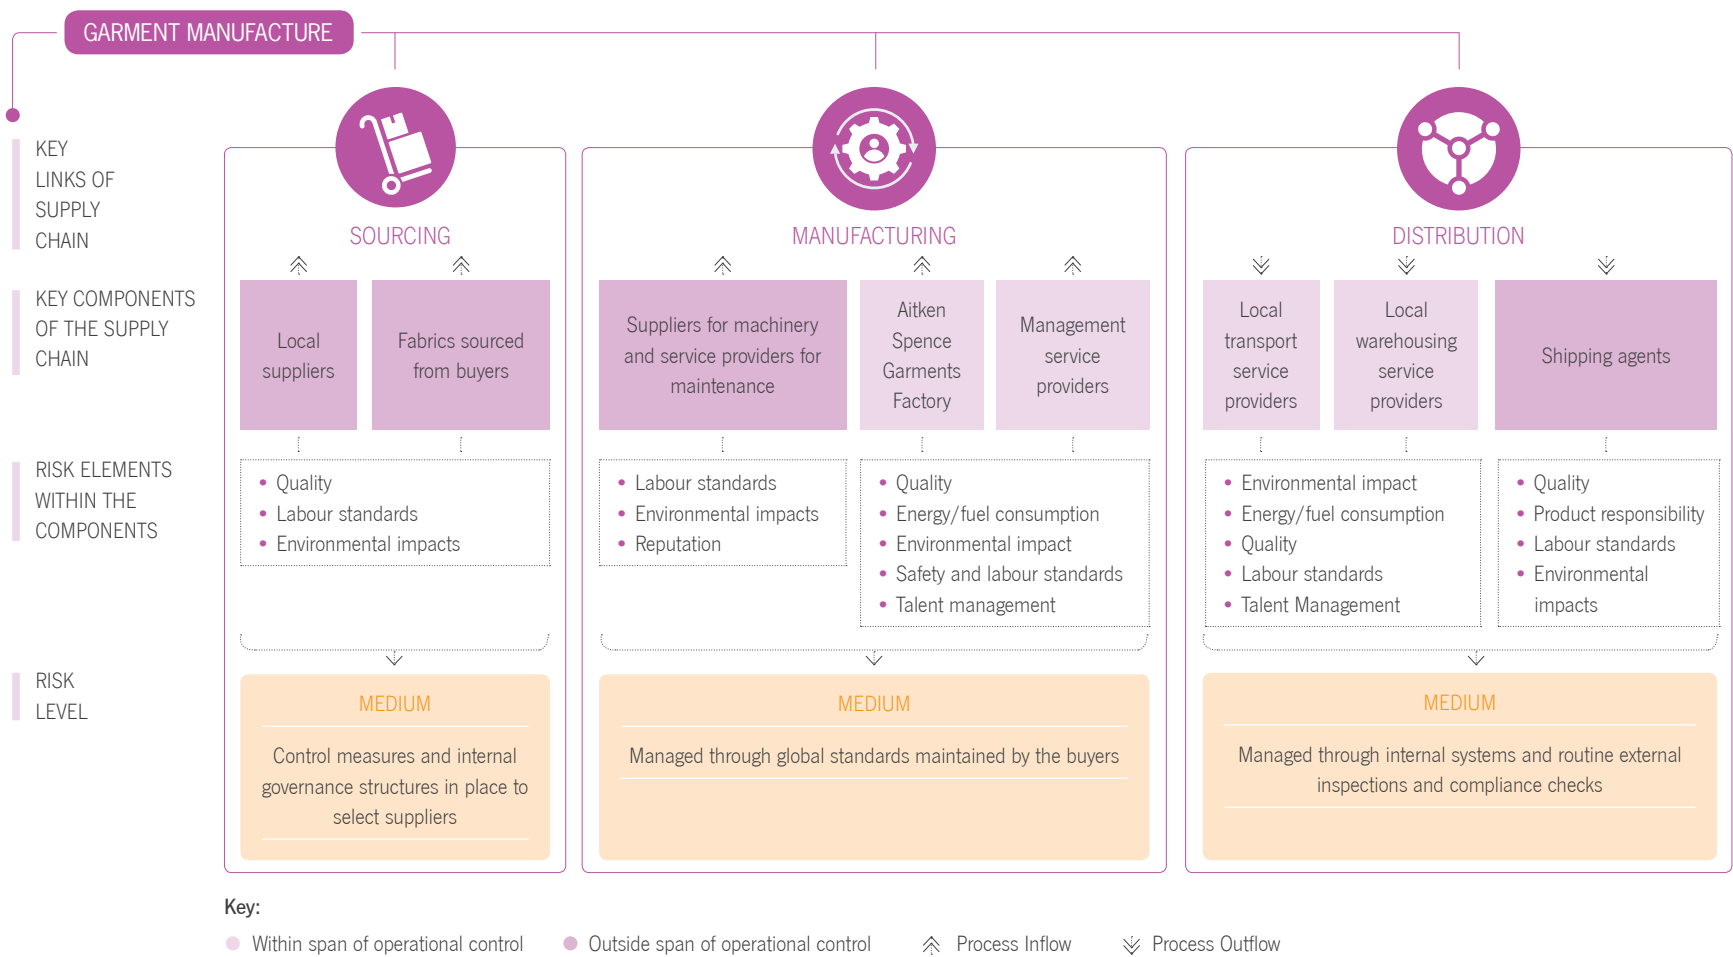 GARMENT MANUFACTURE
KEY
LINKS OF
SUPPLY
CHAIN
SOURCING
MANUFACTURING
DISTRIBUTION
KEY COMPONENTS
OF THE SUPPLY
CHAIN
Local
suppliers
Fabrics sourced
from buyers
Suppliers for machinery
and service providers for
maintenance
Aitken
Spence
Garments
Factory
Management
service
providers
Local
transport
service
providers
Local
warehousing
service
providers
Shipping agents
RISK ELEMENTS
WITHIN THE
COMPONENTS
• Quality
• Labour standards
• Environmental impacts
• Labour standards
• Environmental impacts
• Reputation
• Quality
• Energy/fuel consumption
• Environmental impact
• Safety and labour standards
• Talent management
• Environmental impact
• Energy/fuel consumption
• Quality
• Labour standards
• Talent Management
• Quality
• Product responsibility
• Labour standards
• Environmental
impacts
RISK
LEVEL
MEDIUM
Control measures and internal
governance structures in place to
select suppliers
MEDIUM
Managed through global standards maintained by the buyers
MEDIUM
Managed through internal systems and routine external
inspections and compliance checks
Key:
Within span of operational control
Outside span of operational control
Process Inflow
Process Outflow